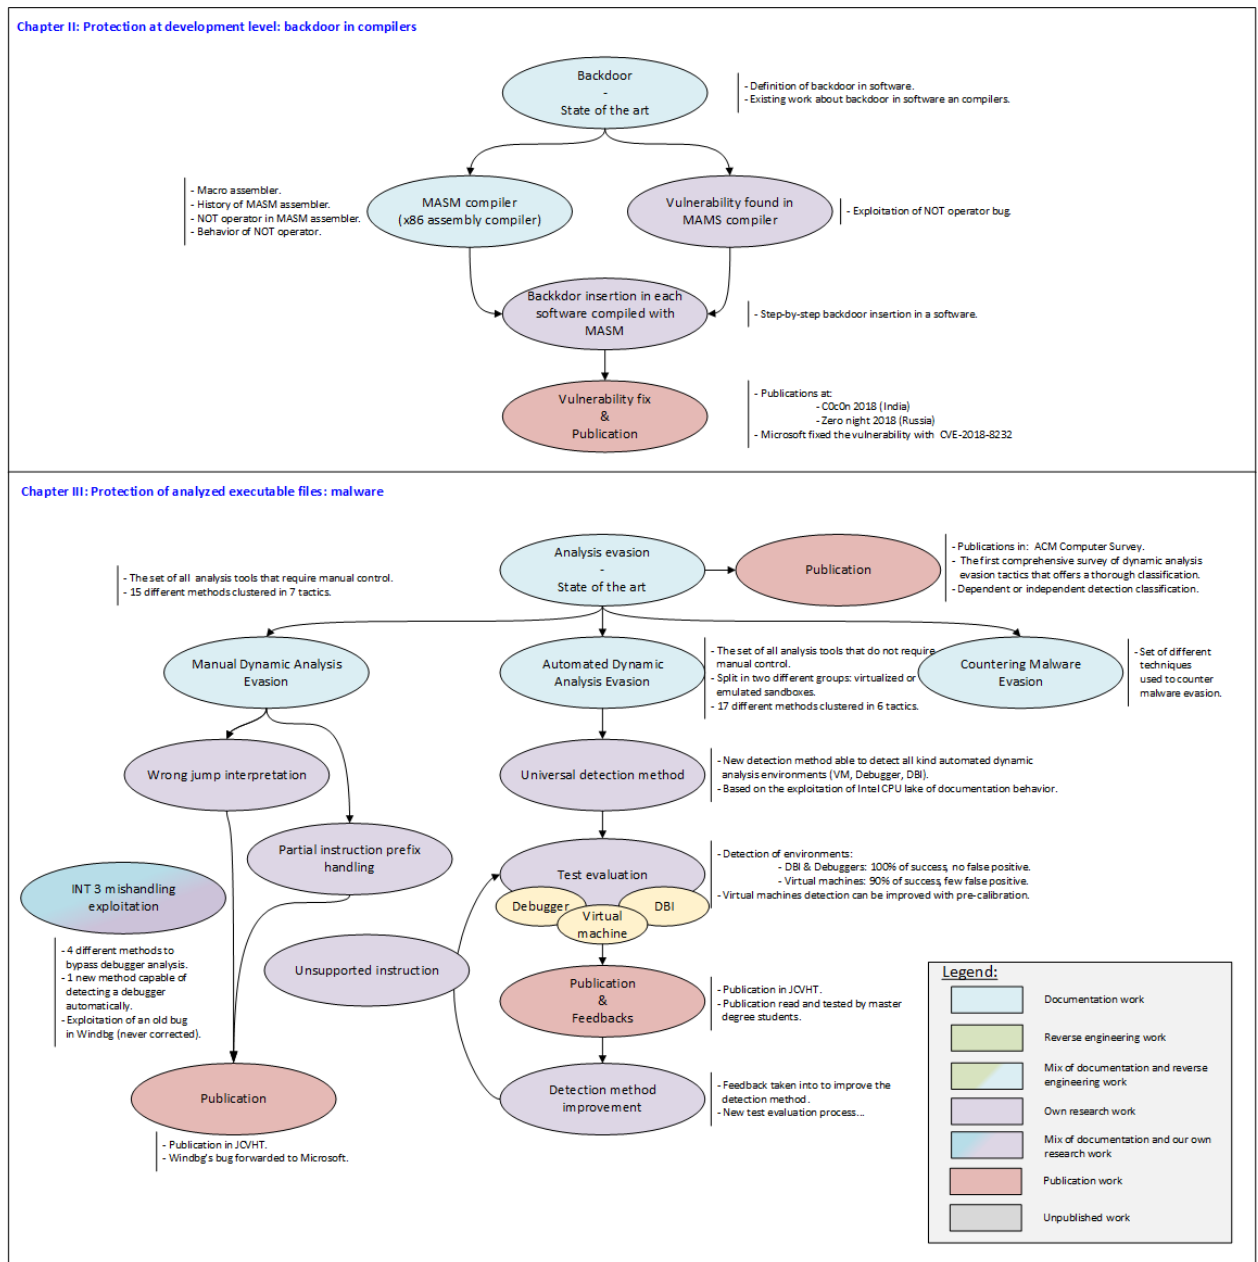 Chapter II: Protection at development level: backdoor in compilers
Backdoor
-
State of the art
- Definition of backdoor in software.
- Existing work about backdoor in software an compilers.
- Macro assembler.
- History of MASM assembler.
- NOT operator in MASM assembler.
- Behavior of NOT operator.
MASM compiler
(x86 assembly compiler)
Vulnerability found in
MAMS compiler
- Exploitation of NOT operator bug.
Backkdor insertion in each
software compiled with
MASM
- Step-by-step backdoor insertion in a software.
Vulnerability fix
&
Publication
- Publications at:
- C0c0n 2018 (India)
- Zero night 2018 (Russia)
- Microsoft fixed the vulnerability with CVE-2018-8232
Chapter III: Protection of analyzed executable files: malware
Analysis evasion
-
State of the art
Publication
- Publications in: ACM Computer Survey.
- The first comprehensive survey of dynamic analysis
evasion tactics that offers a thorough classification.
- Dependent or independent detection classification.
- The set of all analysis tools that require manual control.
- 15 different methods clustered in 7 tactics.
Manual Dynamic Analysis
Evasion
Automated Dynamic
Analysis Evasion
- The set of all analysis tools that do not require
manual control.
- Split in two different groups: virtualized or
emulated sandboxes.
- 17 different methods clustered in 6 tactics.
Countering Malware
Evasion
- Set of different
techniques
used to counter
malware evasion.
Wrong jump interpretation
Universal detection method
- New detection method able to detect all kind automated dynamic
analysis environments (VM, Debugger, DBI).
- Based on the exploitation of Intel CPU lake of documentation behavior.
Partial instruction prefix
handling
Test evaluation
Debugger
Virtual
machine
DBI
- Detection of environments:
- DBI & Debuggers: 100% of success, no false positive.
- Virtual machines: 90% of success, few false positive.
- Virtual machines detection can be improved with pre-calibration.
INT 3 mishandling
exploitation
- 4 different methods to
bypass debugger analysis.
- 1 new method capable of
detecting a debugger
automatically.
- Exploitation of an old bug
in Windbg (never corrected).
Unsupported instruction
Publication
&
Feedbacks
- Publication in JCVHT.
- Publication read and tested by master
degree students.
Publication
- Publication in JCVHT.
- Windbg's bug forwarded to Microsoft.
Detection method
improvement
- Feedback taken into to improve the
detection method.
- New test evaluation process...
Legend:
Documentation work
Reverse engineering work
Mix of documentation and reverse
engineering work
Own research work
Mix of documentation and our own
research work
Publication work
Unpublished work